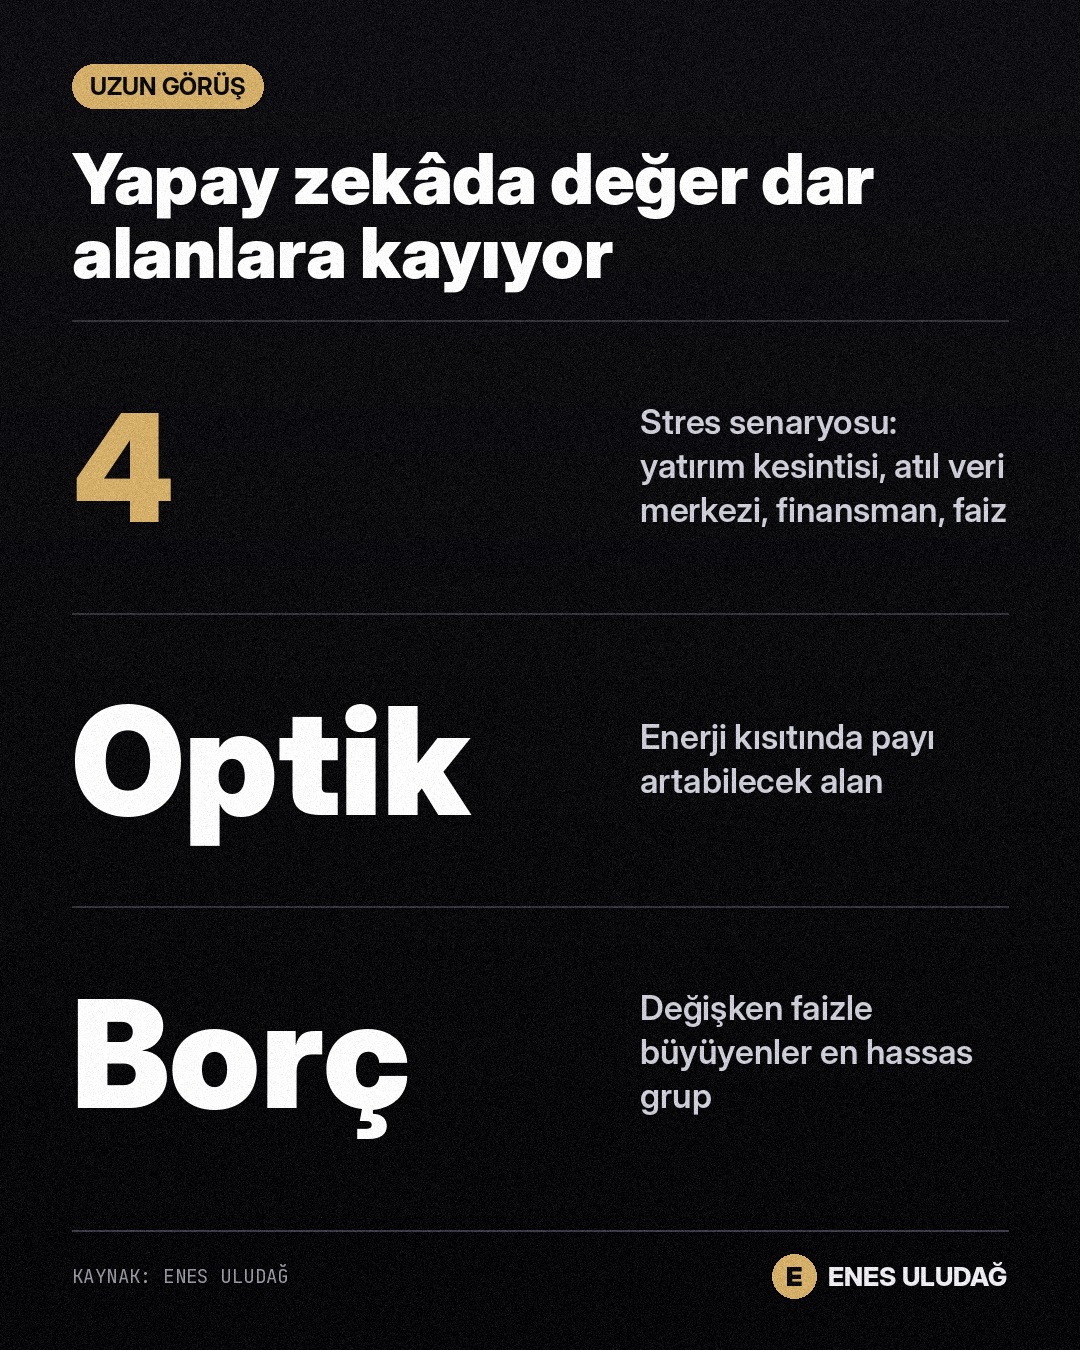 UZUN GÖRÜŞ
Yapay zekâda değer dar
alanlara kayıyor
4
Stres senaryosu:
yatırım kesintisi, atıl veri
merkezi, finansman, faiz
Optik
Enerji kısıtında payı
artabilecek alan
Borç
Değişken faizle
büyüyenler en hassas
grup
KAYNAK: ENES ULUDAĞ
E ENES ULUDAĞ